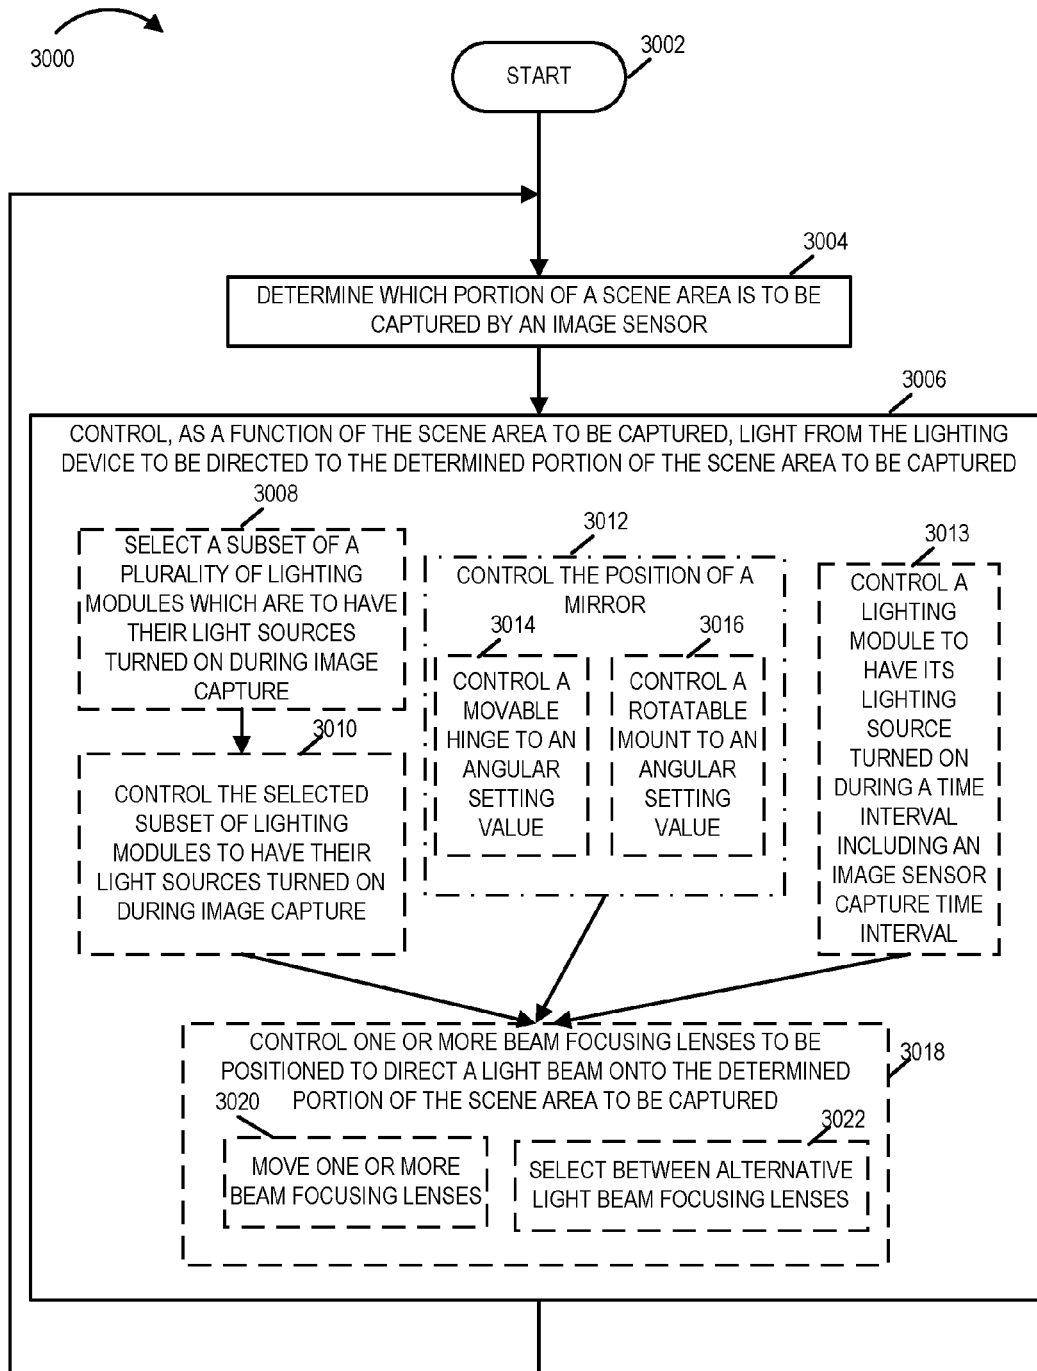 3000
3002
START
3004
DETERMINE WHICH PORTION OF A SCENE AREA IS TO BE
CAPTURED BY AN IMAGE SENSOR
3006
CONTROL, AS A FUNCTION OF THE SCENE AREA TO BE CAPTURED, LIGHT FROM THE LIGHTING
DEVICE TO BE DIRECTED TO THE DETERMINED PORTION OF THE SCENE AREA TO BE CAPTURED
3008
SELECT A SUBSET OF A
PLURALITY OF LIGHTING
MODULES WHICH ARE TO HAVE
THEIR LIGHT SOURCES
TURNED ON DURING IMAGE
CAPTURE
3010
CONTROL THE SELECTED
SUBSET OF LIGHTING
MODULES TO HAVE THEIR
LIGHT SOURCES TURNED ON
DURING IMAGE CAPTURE
3012
CONTROL THE POSITION OF A
MIRROR
3014
CONTROL A
MOVABLE
HINGE TO AN
ANGULAR
SETTING
VALUE
3016
CONTROL A
ROTATABLE
MOUNT TO AN
ANGULAR
SETTING
VALUE
3013
CONTROL A
LIGHTING
MODULE TO
HAVE ITS
LIGHTING
SOURCE
TURNED ON
DURING A TIME
INTERVAL
INCLUDING AN
IMAGE SENSOR
CAPTURE TIME
INTERVAL
CONTROL ONE OR MORE BEAM FOCUSING LENSES TO BE
POSITIONED TO DIRECT A LIGHT BEAM ONTO THE DETERMINED
PORTION OF THE SCENE AREA TO BE CAPTURED
3018
3020
MOVE ONE OR MORE
BEAM FOCUSING LENSES
3022
SELECT BETWEEN ALTERNATIVE
LIGHT BEAM FOCUSING LENSES